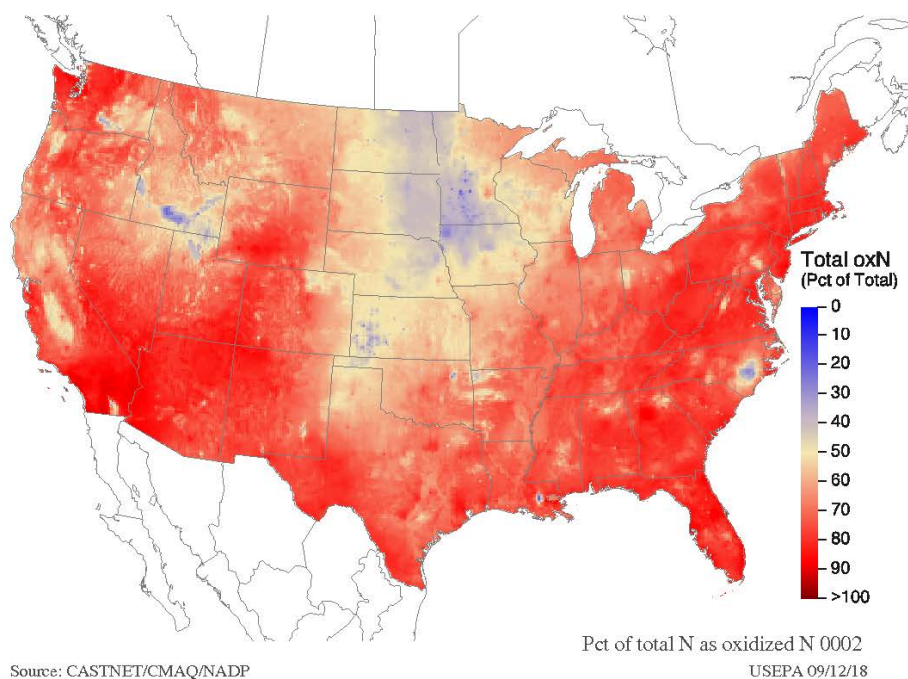 Total oxN
(Pct of Total)
0
10
20
30
40
50
60
70
80
90
>100
Pct of total N as oxidized N 0002
Source: CASTNET/CMAQ/NADP
USEPA 09/12/18